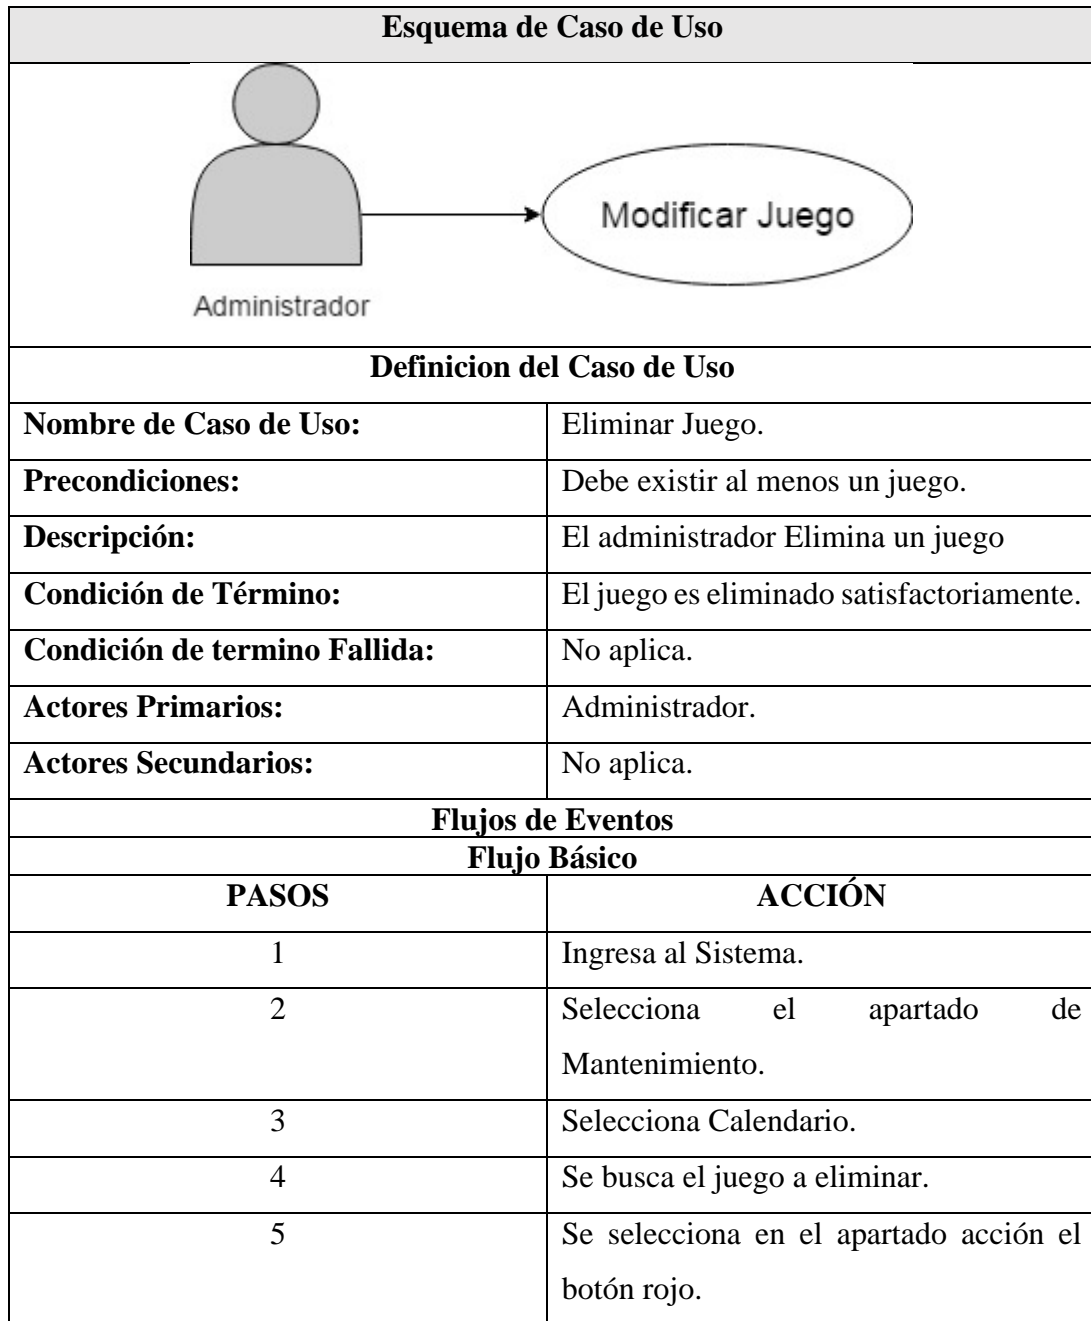 Esquema de Caso de Uso
Modificar Juego
Administrador
Definicion del Caso de Uso
Nombre de Caso de Uso: Eliminar Juego.
Precondiciones: Debe existir al menos un juego.
Descripción: El administrador Elimina un juego
Condición de Término: El juego es eliminado satisfactoriamente.
Condición de termino Fallida: No aplica.
Actores Primarios: Administrador.
Actores Secundarios: No aplica.
Flujos de Eventos
Flujo Básico
PASOS ACCIÓN
1 Ingresa al Sistema.
2 Selecciona el apartado de
Mantenimiento.
3 Selecciona Calendario.
4 Se busca el juego a eliminar.
5 Se selecciona en el apartado acción el
botón rojo.